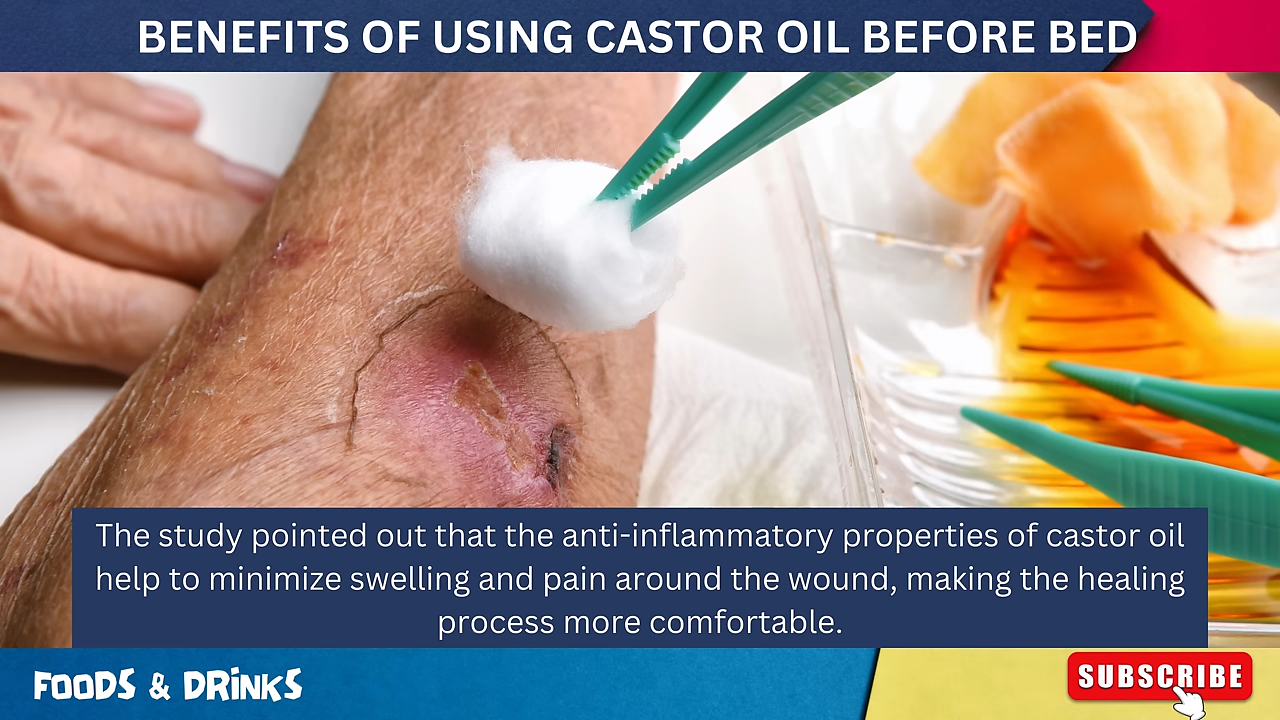 BENEFITS OF USING CASTOR OIL BEFORE BED
The study pointed out that the anti-inflammatory properties of castor oil
help to minimize swelling and pain around the wound, making the healing
process more comfortable.
FOODS & DRINKS
SUBSCRIBE